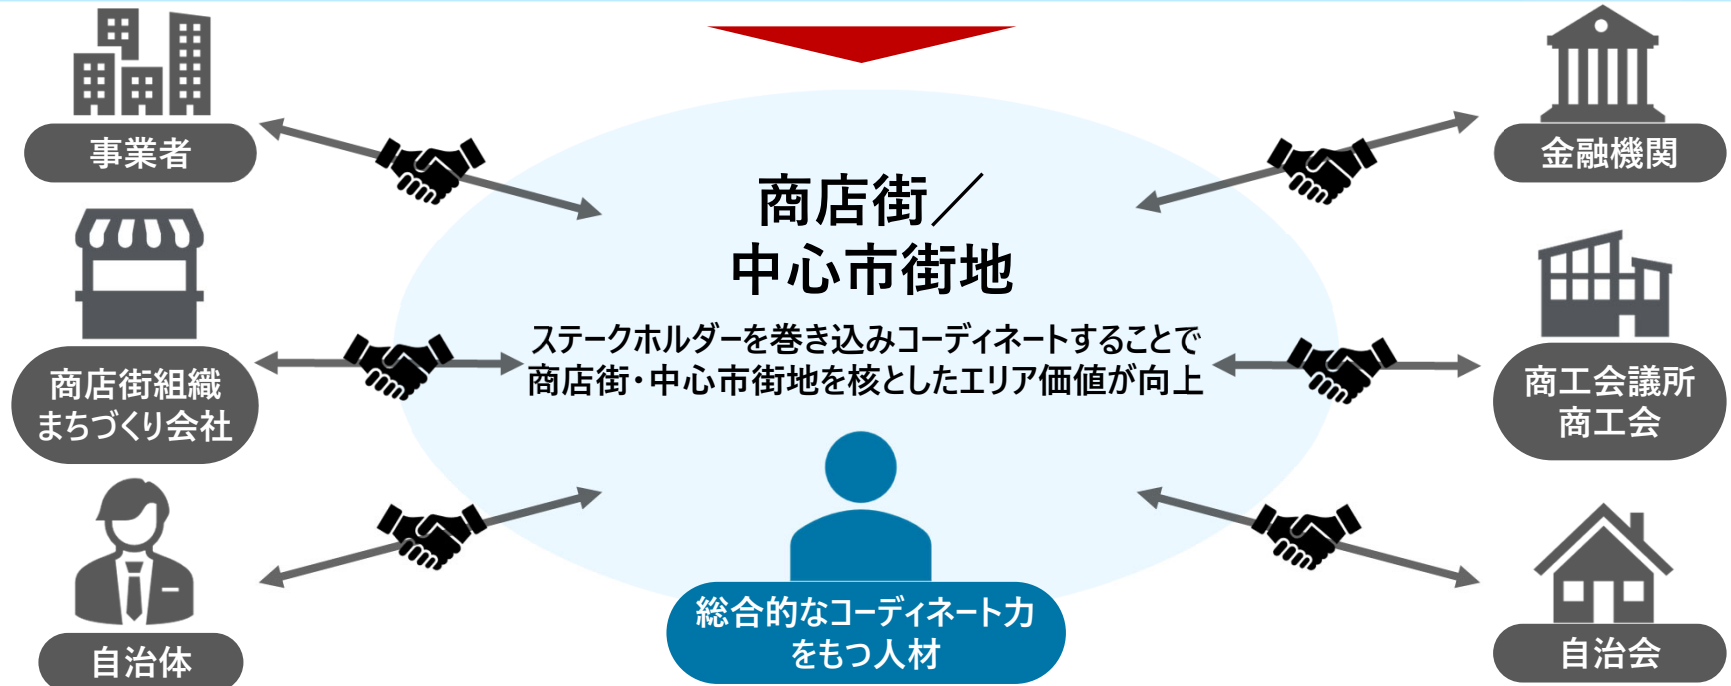 事業者
金融機関
商店街／
中心市街地
ステークホルダーを巻き込みコーディネートすることで
商店街・中心市街地を核としたエリア価値が向上
商店街組織
まちづくり会社
商工会議所
商工会
自治体
総合的なコーディネート力
をもつ人材
自治会